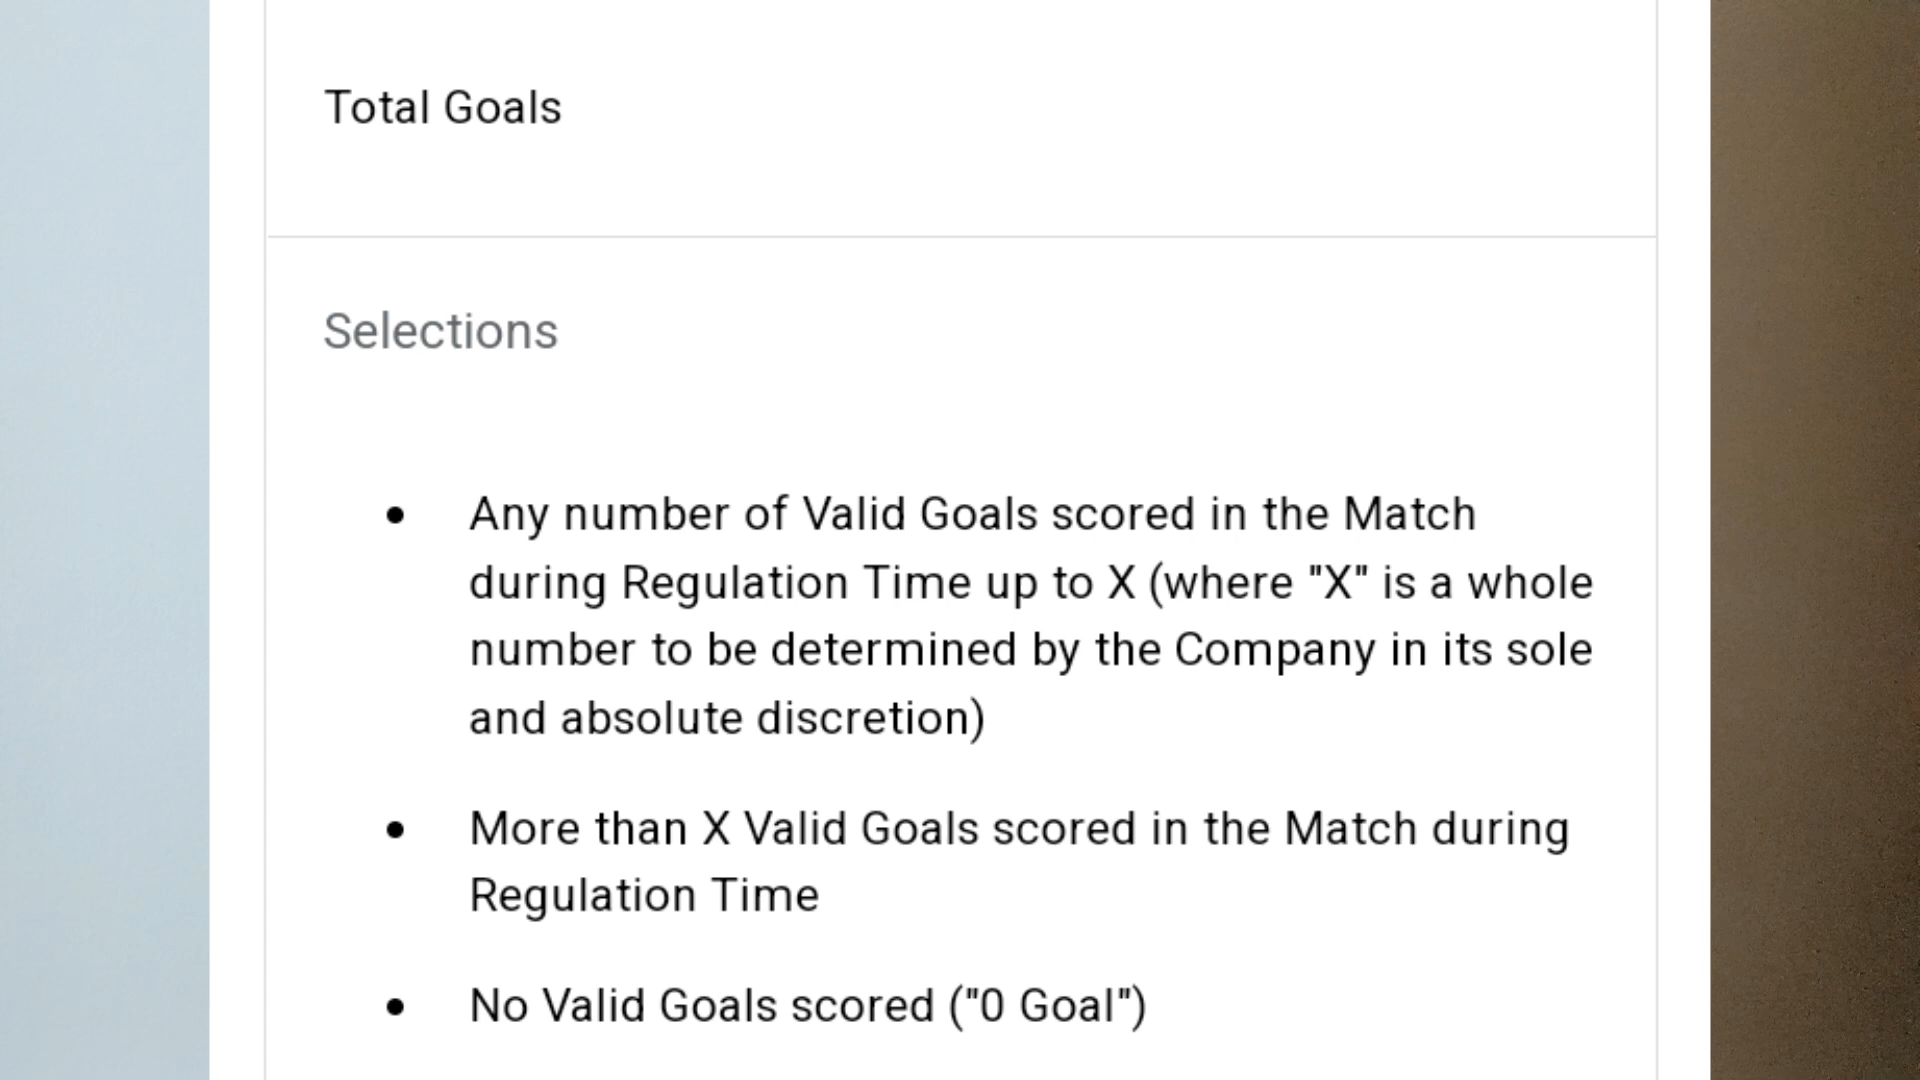 Total Goals
Selections
• Any number of Valid Goals scored in the Match
during Regulation Time up to X (where "X" is a whole
number to be determined by the Company in its sole
and absolute discretion)
• More than X Valid Goals scored in the Match during
Regulation Time
• No Valid Goals scored ("0 Goal")